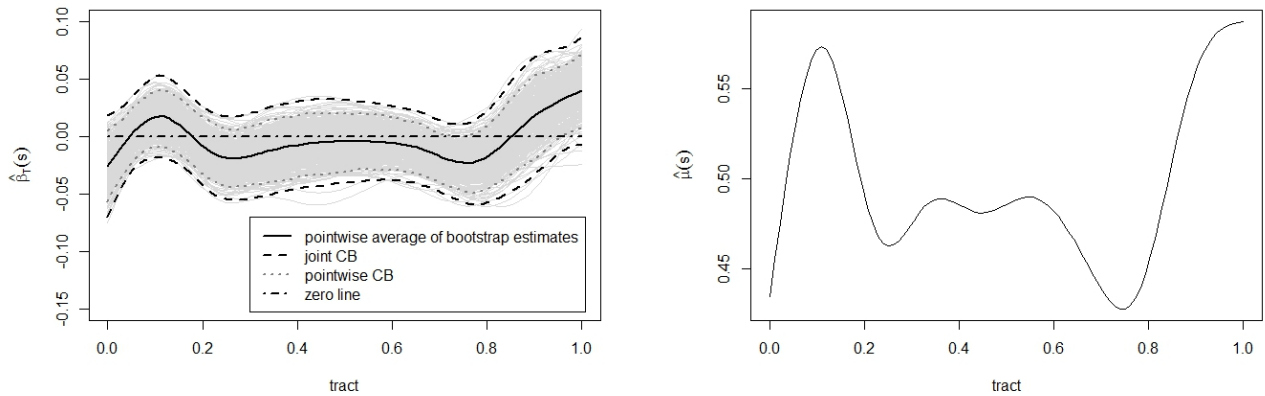 0.10
0.05
0.00
-0.05
-0.10
-0.15
β̂T(s)
pointwise average of bootstrap estimates
joint CB
pointwise CB
zero line
0.0 0.2 0.4 0.6 0.8 1.0
tract
0.55
0.50
0.45
μ̂(s)
0.0 0.2 0.4 0.6 0.8 1.0
tract